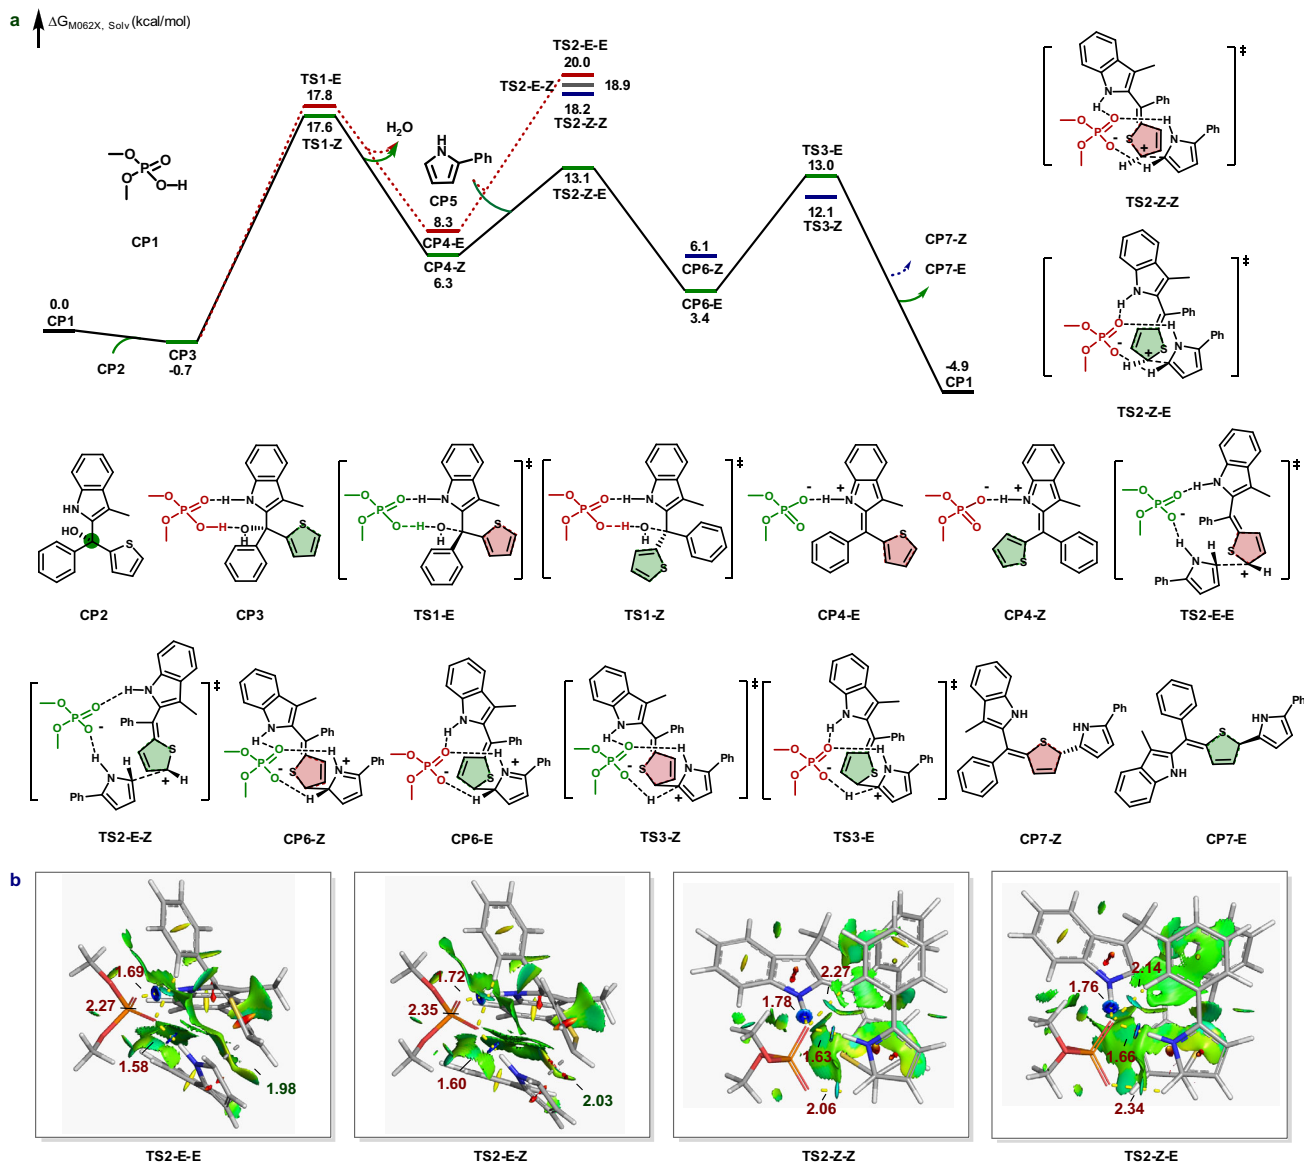 a
ΔG M062X, Solv (kcal/mol)
TS1-E
17.8
17.6
TS1-Z
H2O
CP5
8.3
CP4-E
CP4-Z
6.3
TS2-E-E
20.0
TS2-E-Z
18.9
18.2
TS2-Z-Z
13.1
TS2-Z-E
TS3-E
13.0
12.1
TS3-Z
6.1
CP6-Z
CP6-E
3.4
CP7-Z
CP7-E
CP1
0.0
CP1
CP2
CP3
-0.7
-4.9
CP1
TS2-Z-Z
TS2-Z-E
CP2
CP3
TS1-E
TS1-Z
CP4-E
CP4-Z
TS2-E-E
TS2-E-Z
CP6-Z
CP6-E
TS3-Z
TS3-E
CP7-Z
CP7-E
b
1.69
2.27
1.58
1.98
TS2-E-E
1.72
2.35
1.60
2.03
TS2-E-Z
2.27
1.78
1.63
2.06
TS2-Z-Z
2.14
1.76
1.66
2.34
TS2-Z-E